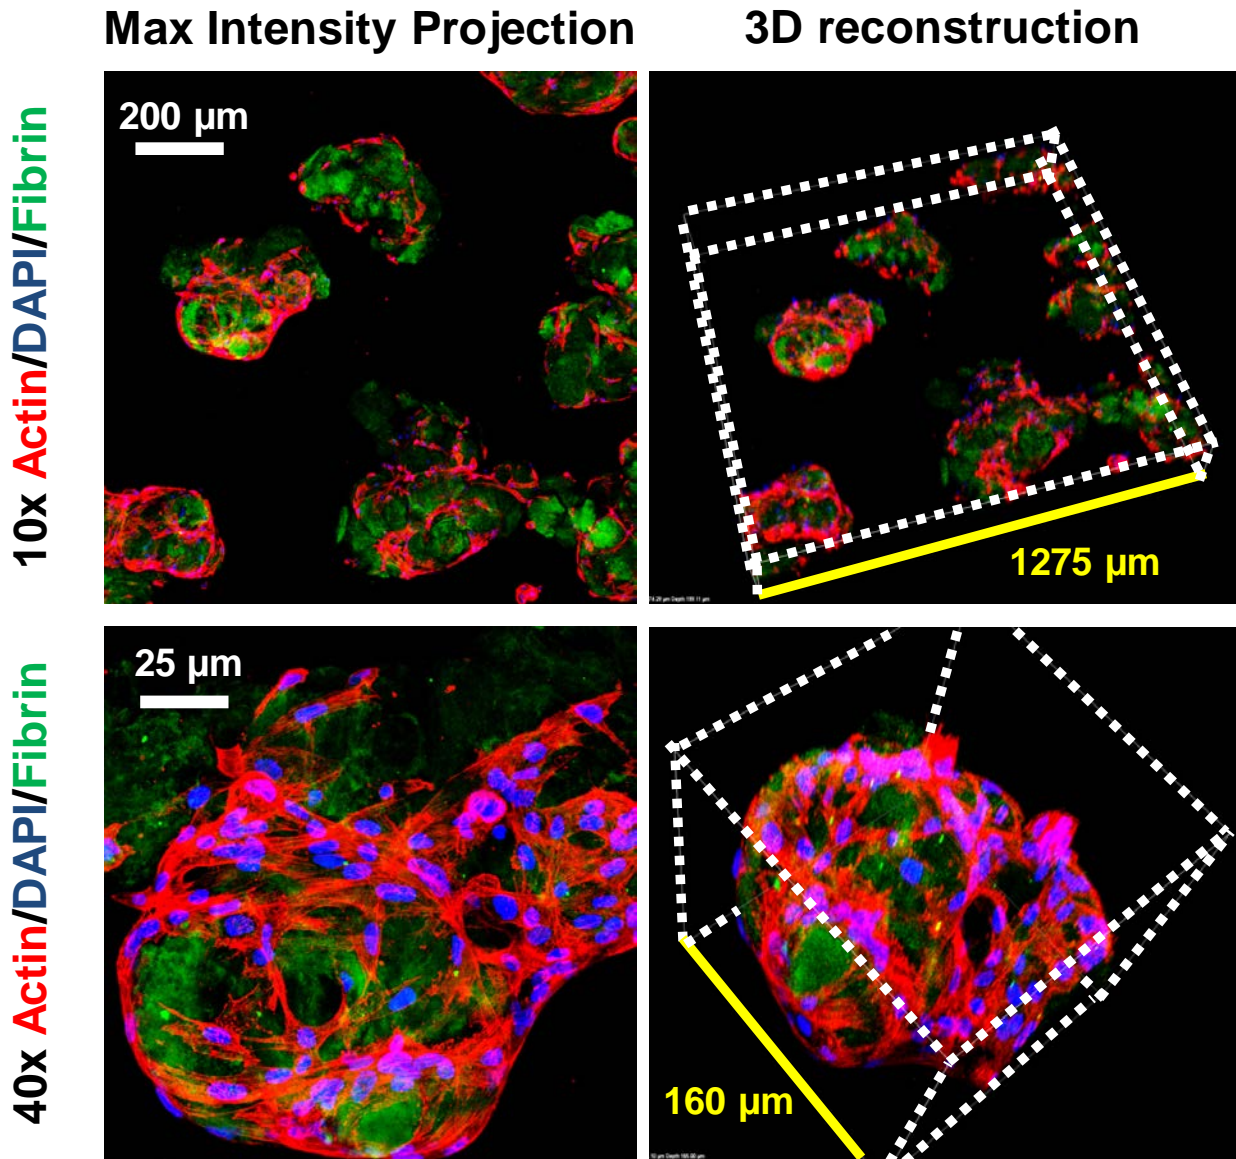 Max Intensity Projection
3D reconstruction
10x Actin/DAPI/Fibrin
200 µm
1275 µm
40x Actin/DAPI/Fibrin
25 µm
160 µm